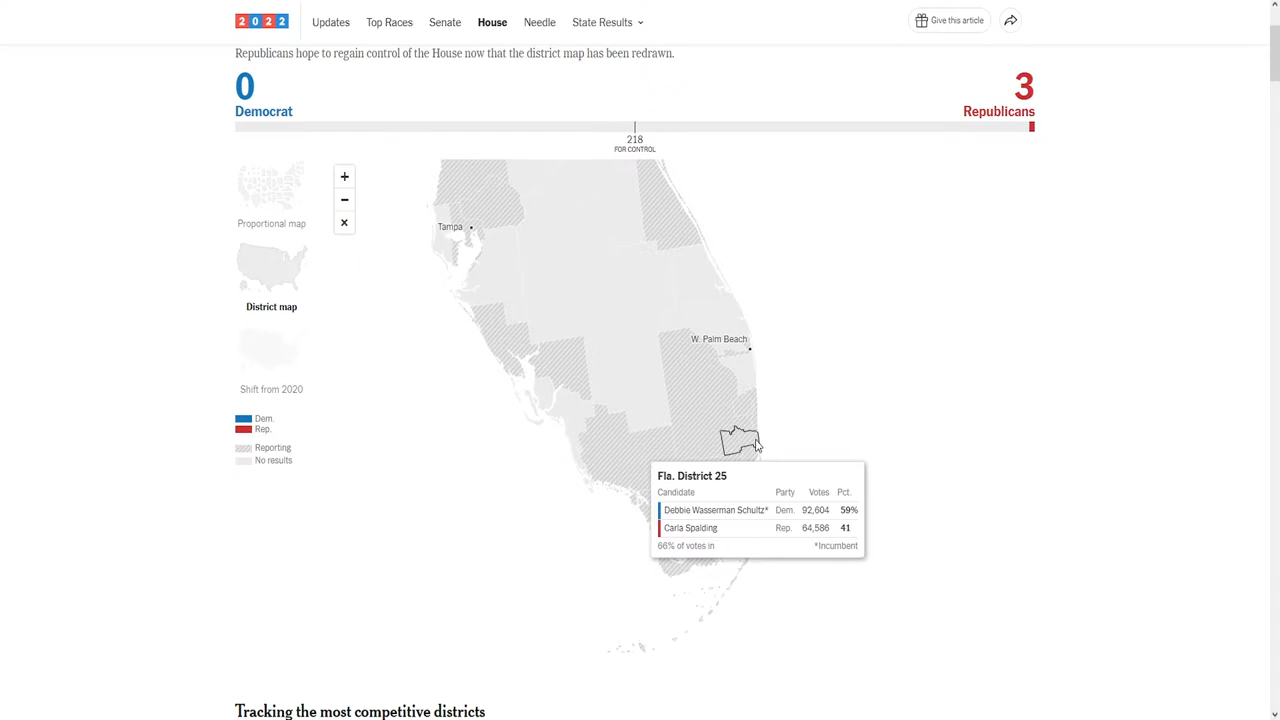 2022 Updates Top Races Senate House Needle State Results Give this article
Republicans hope to regain control of the House now that the district map has been redrawn.
0 3
Democrat Republicans
218
FOR CONTROL
+
−
×
Proportional map
District map
Shift from 2020
Dem.
Rep.
Reporting
No results
Tampa
W. Palm Beach
Fla. District 25
Candidate Party Votes Pct.
Debbie Wasserman Schultz* Dem. 92,604 59%
Carla Spalding Rep. 64,586 41
66% of votes in *Incumbent
Tracking the most competitive districts